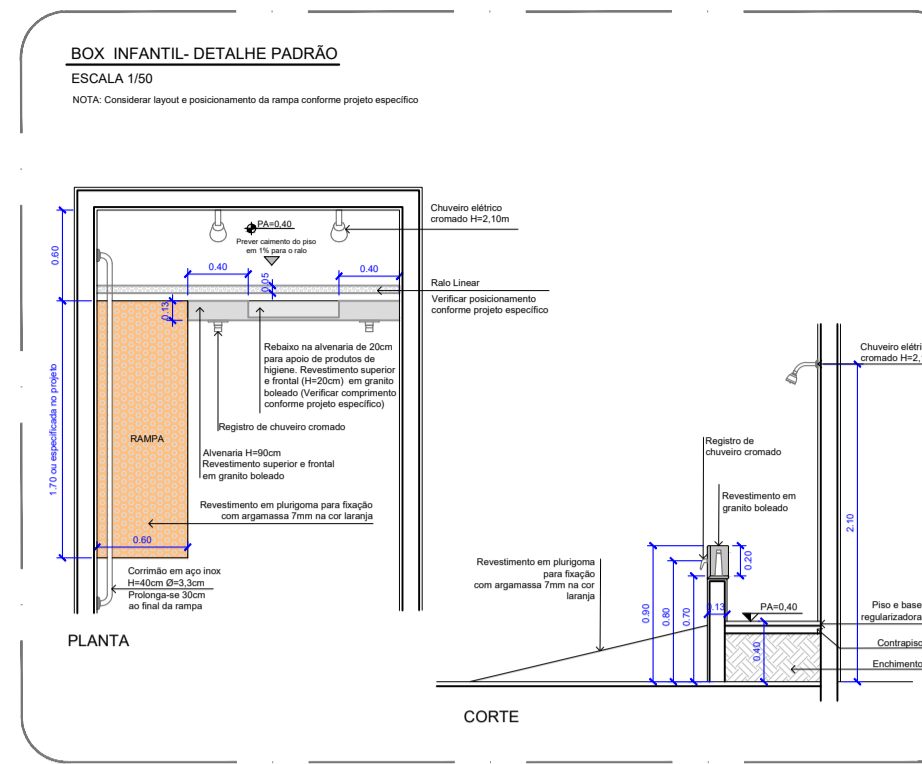 BOX INFANTIL- DETALHE PADRÃO
ESCALA 1/50
NOTA: Considerar layout e posicionamento da rampa conforme projeto específico
Chuveiro elétrico
cromado H=2,10m
PA=0,40
Prever caimento do piso
em 1% para o ralo
0.60
0.40
0.05
0.40
Ralo Linear
Verificar posicionamento
conforme projeto específico
0.13
Rebaixo na alvenaria de 20cm
para apoio de produtos de
higiene. Revestimento superior
e frontal (H=20cm) em granito
boleado (Verificar comprimento
conforme projeto específico)
Registro de chuveiro cromado
RAMPA
1.70 ou especificada no projeto
Alvenaria H=90cm
Revestimento superior e frontal
em granito boleado
Revestimento em plurigoma para fixação
com argamassa 7mm na cor laranja
0.60
Corrimão em aço inox
H=40cm Ø=3,3cm
Prolonga-se 30cm
ao final da rampa
PLANTA
Chuveiro elétri
cromado H=2,
Registro de
chuveiro cromado
Revestimento em
granito boleado
2.10
Revestimento em plurigoma
para fixação
com argamassa 7mm na cor
laranja
0.20
0.90
0.80
0.70
0.13
PA=0,40
0.40
Piso e base
regularizadora
Contrapiso
Enchimento
CORTE